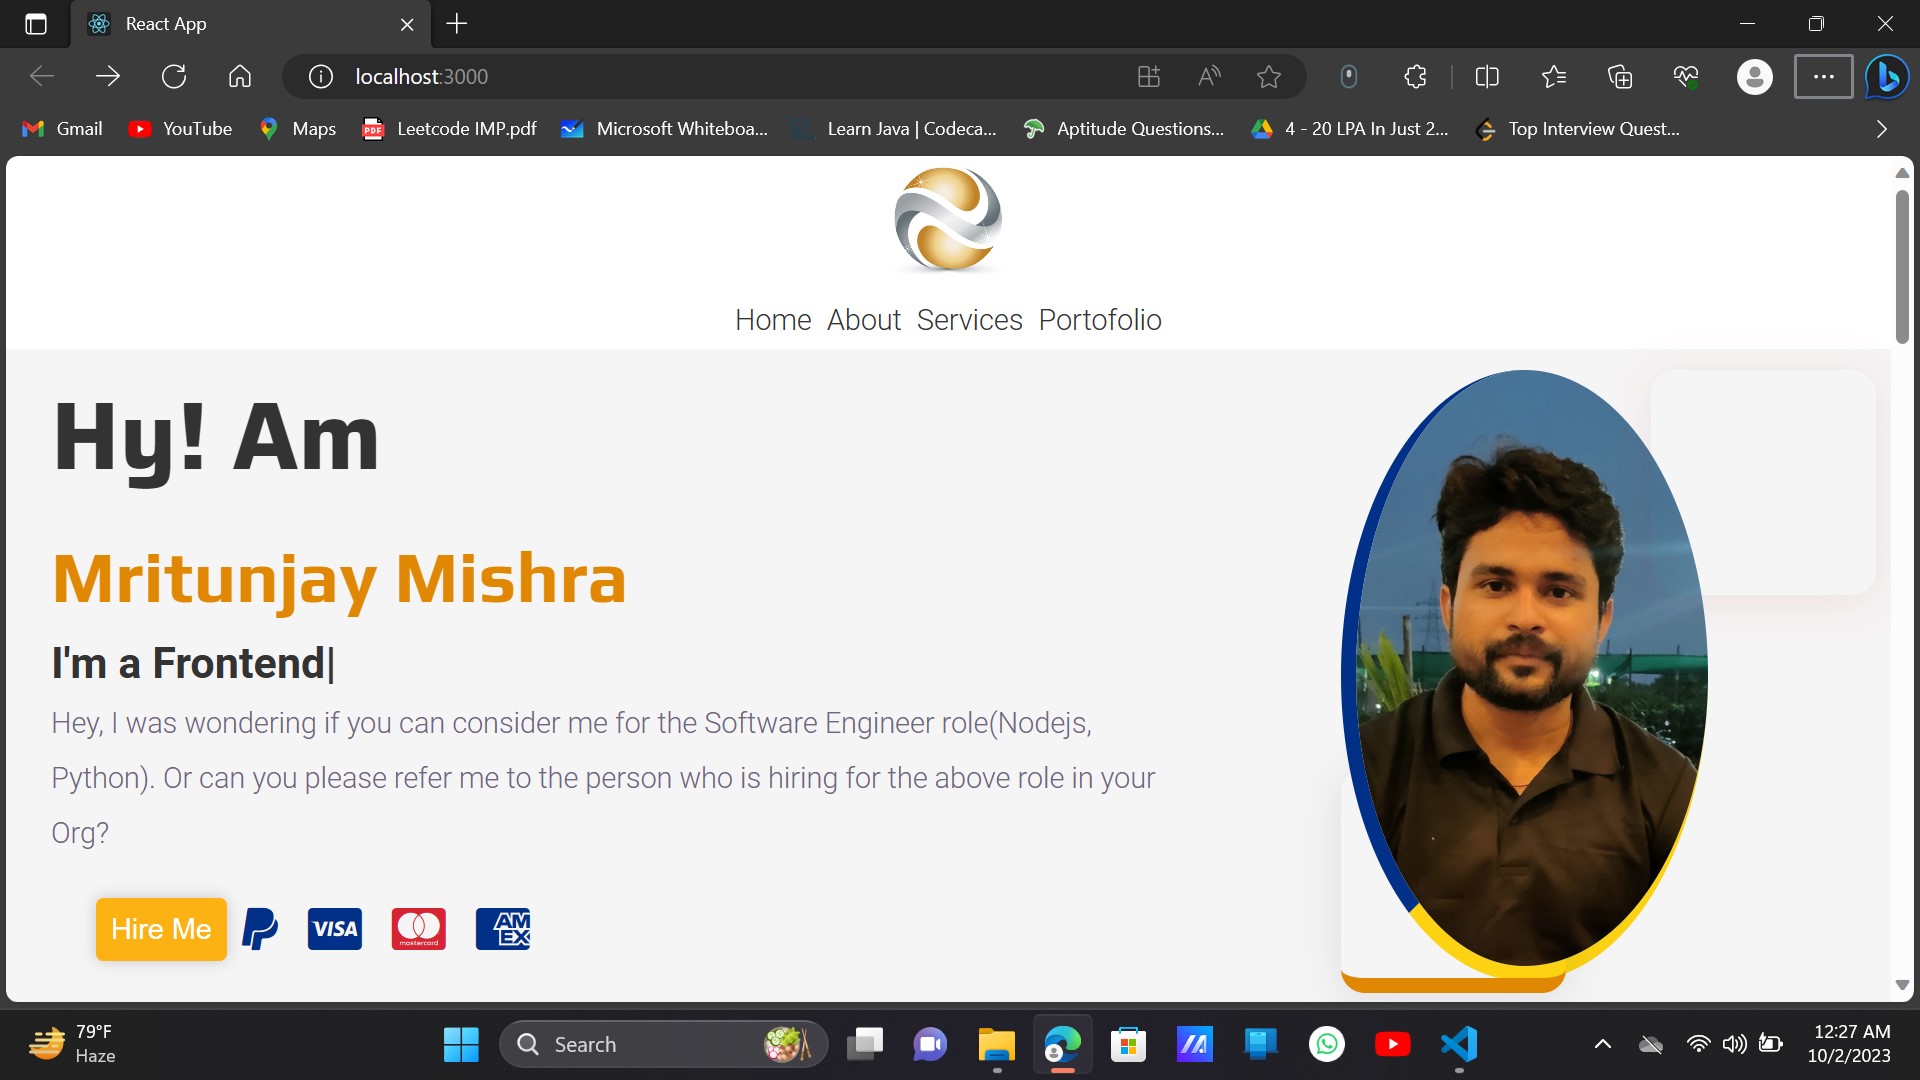 React App
localhost:3000
Gmail YouTube Maps Leetcode IMP.pdf Microsoft Whiteboa... Learn Java | Codeca... Aptitude Questions... 4 - 20 LPA In Just 2... Top Interview Quest...
Home About Services Portofolio
Hy! Am
Mritunjay Mishra
I'm a Frontend|
Hey, I was wondering if you can consider me for the Software Engineer role(Nodejs,
Python). Or can you please refer me to the person who is hiring for the above role in your
Org?
Hire Me VISA mastercard AM
EX
79°F
Haze
Search
12:27 AM
10/2/2023